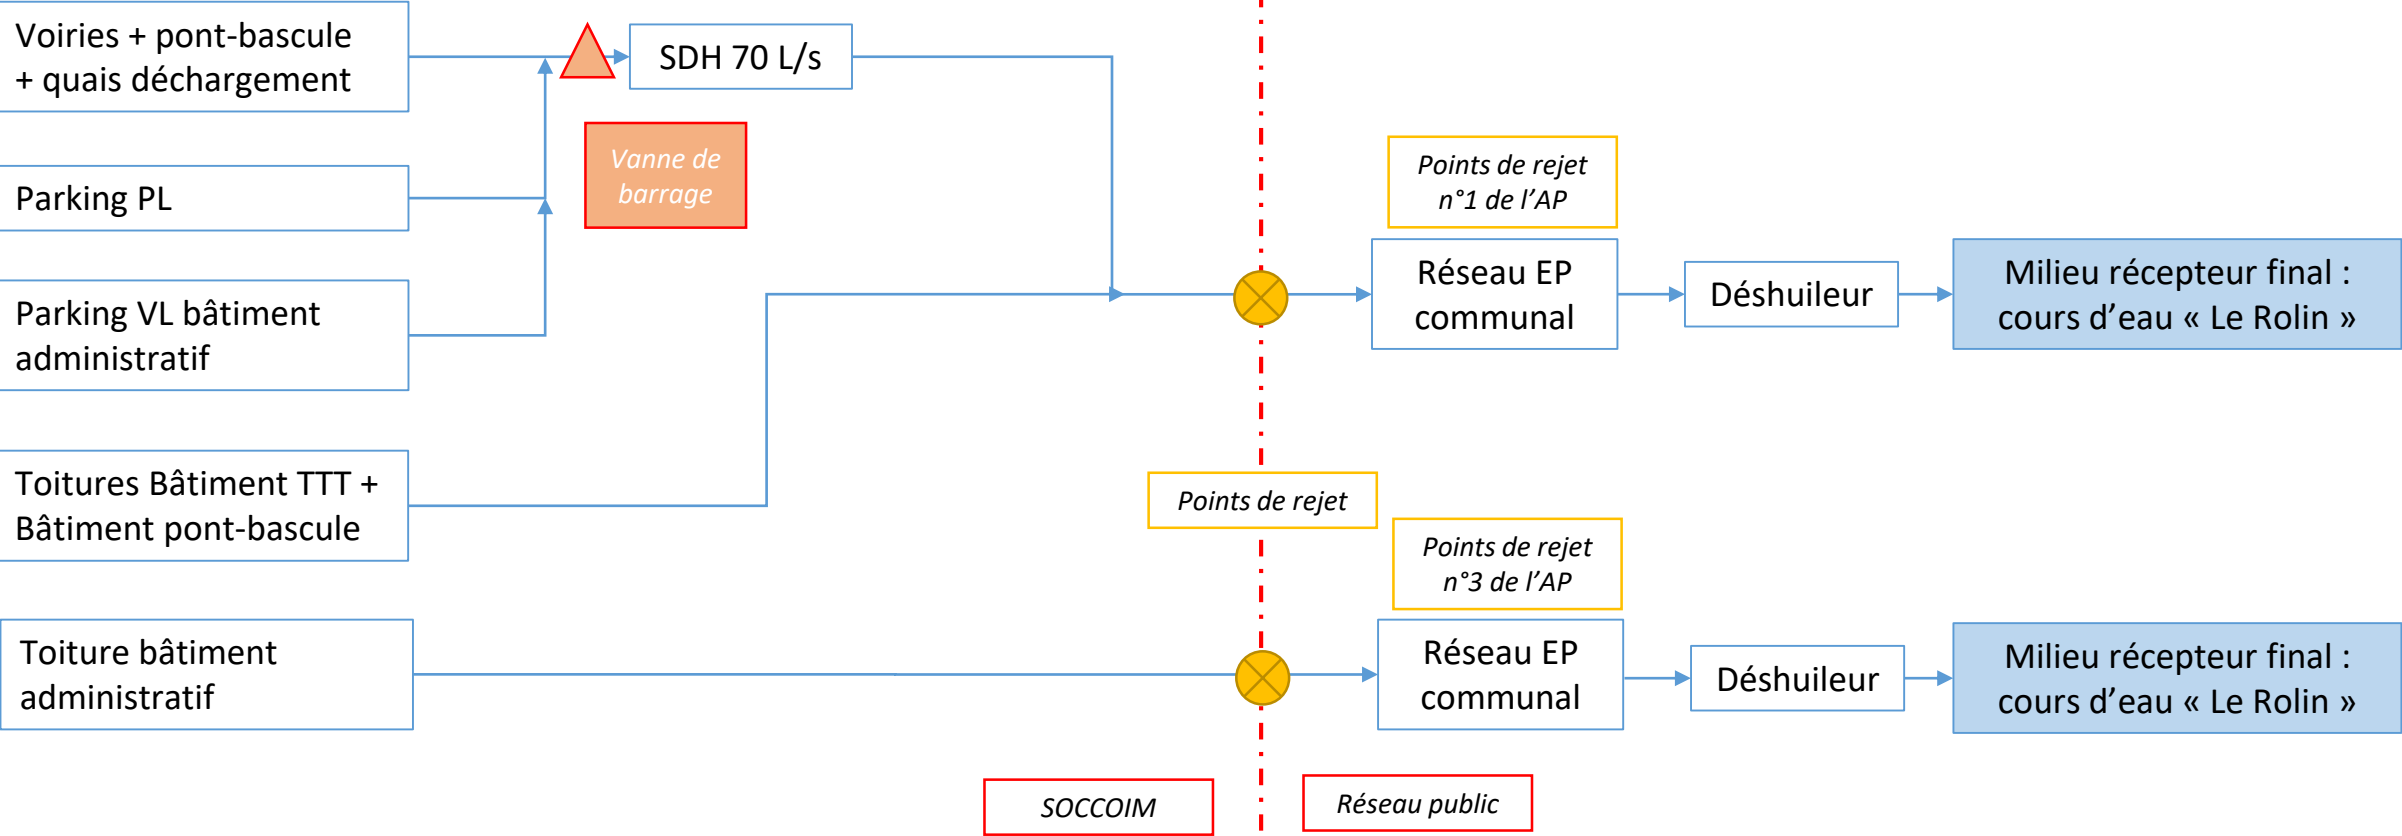 Voiries + pont-bascule
+ quais déchargement
SDH 70 L/s
Vanne de
barrage
Parking PL
Parking VL bâtiment
administratif
Points de rejet
n°1 de l’AP
Réseau EP
communal
Déshuileur
Milieu récepteur final :
cours d’eau « Le Rolin »
Toitures Bâtiment TTT +
Bâtiment pont-bascule
Points de rejet
Points de rejet
n°3 de l’AP
Toiture bâtiment
administratif
Réseau EP
communal
Déshuileur
Milieu récepteur final :
cours d’eau « Le Rolin »
SOCCOIM
Réseau public